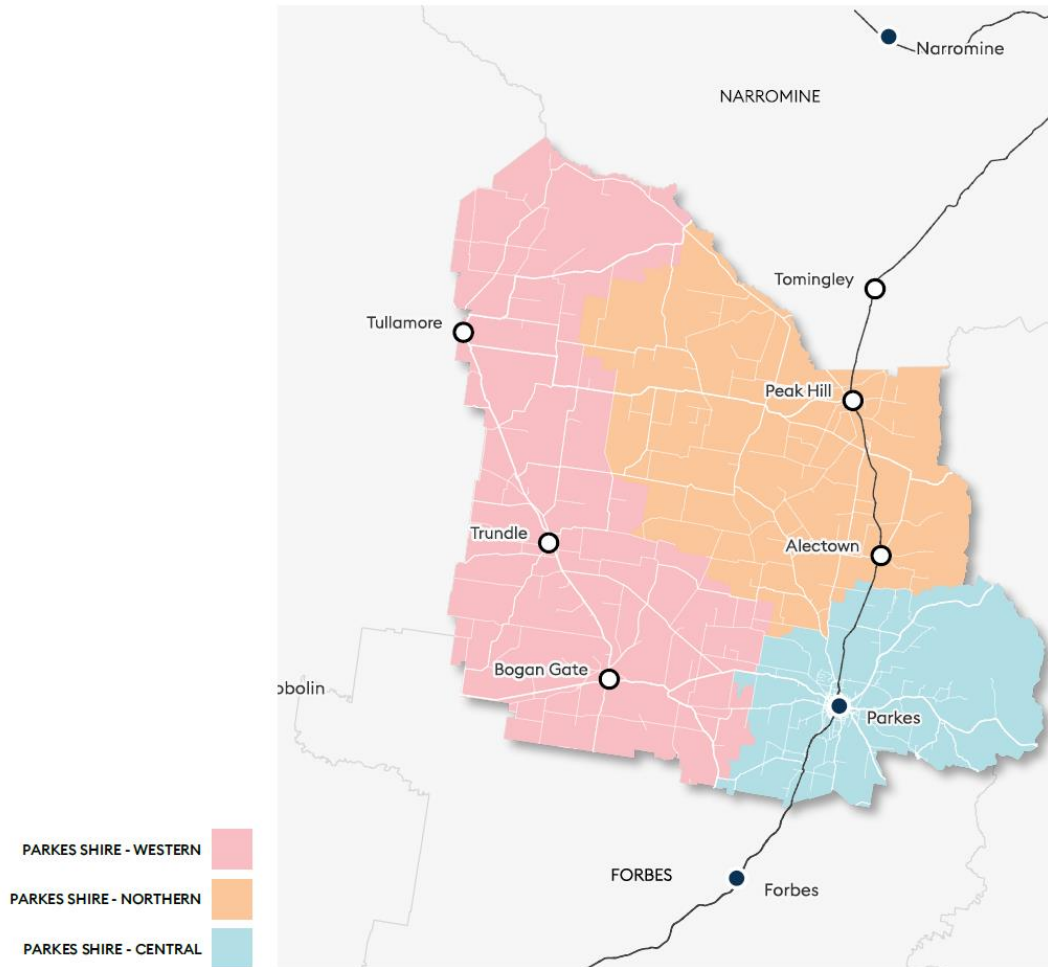 Narromine
NARROMINE
Tomingley
Tullamore
Peak Hill
Trundle
Alectown
Bogan Gate
obolin
Parkes
FORBES
Forbes
PARKES SHIRE - WESTERN
PARKES SHIRE - NORTHERN
PARKES SHIRE - CENTRAL